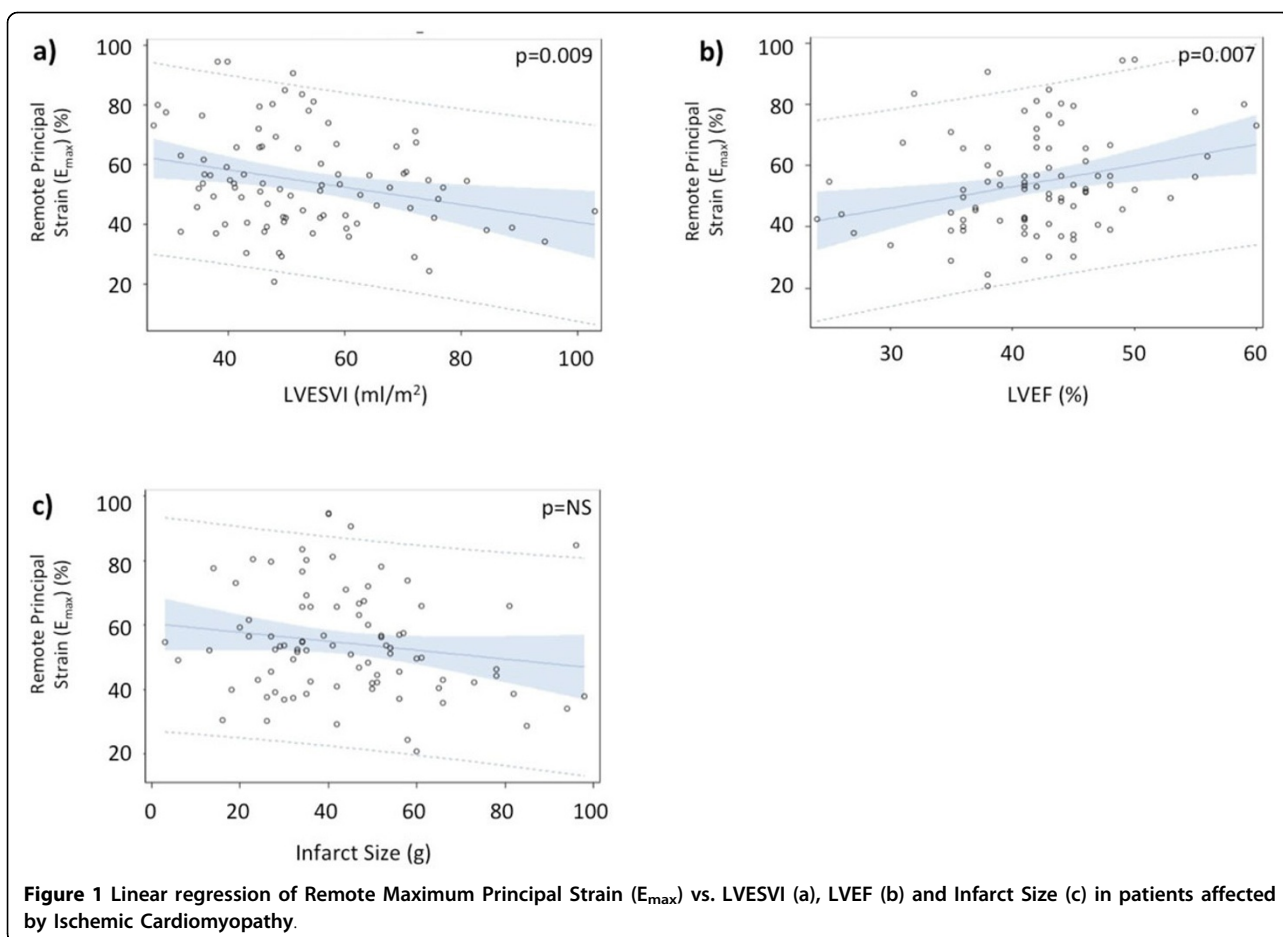 a)
p=0.009
Remote Principal
Strain (Emax) (%)
100
80
60
40
20
40 60 80 100
LVESVI (ml/m²)
b)
p=0.007
Remote Principal
Strain (Emax) (%)
100
80
60
40
20
30 40 50 60
LVEF (%)
c)
p=NS
Remote Principal
Strain (Emax) (%)
100
80
60
40
20
0 20 40 60 80 100
Infarct Size (g)
Figure 1 Linear regression of Remote Maximum Principal Strain (Emax) vs. LVESVI (a), LVEF (b) and Infarct Size (c) in patients affected
by Ischemic Cardiomyopathy.